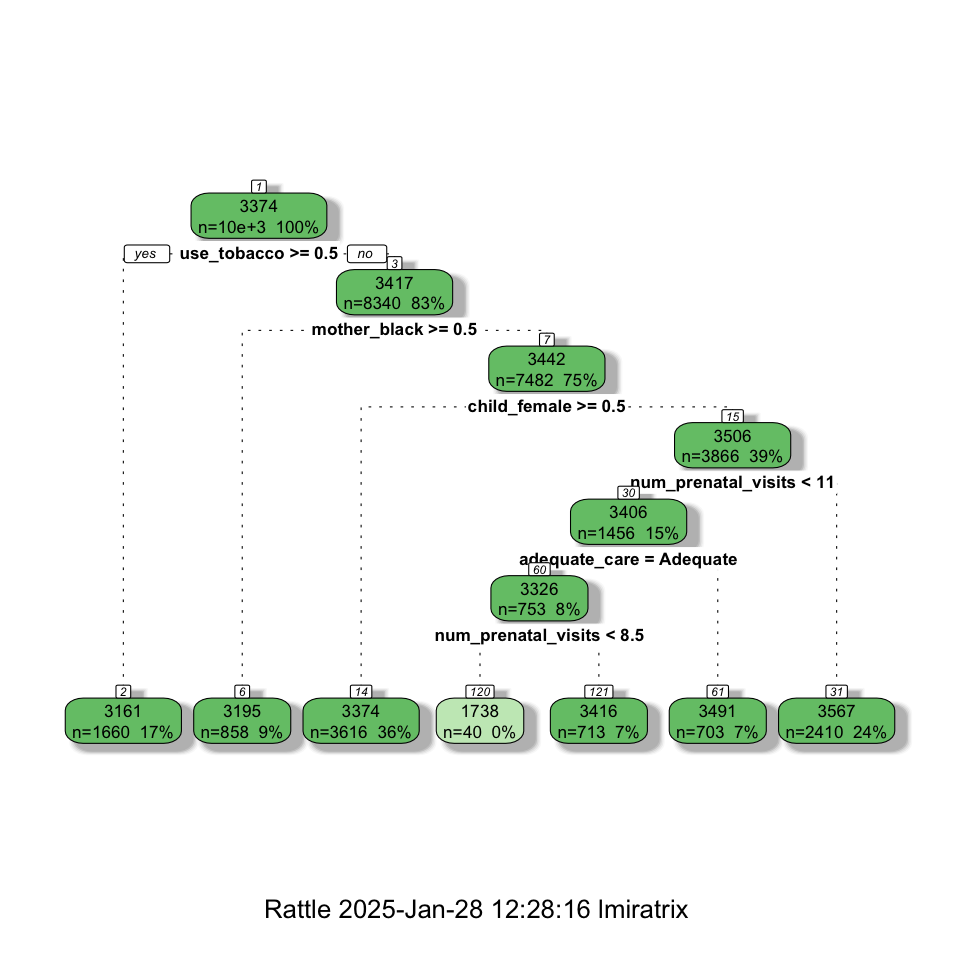 1
3374
n=10e+3 100%
yes use_tobacco >= 0.5 no
3
3417
n=8340 83%
mother_black >= 0.5
7
3442
n=7482 75%
child_female >= 0.5
15
3506
n=3866 39%
num_prenatal_visits < 11
30
3406
n=1456 15%
adequate_care = Adequate
60
3326
n=753 8%
num_prenatal_visits < 8.5
2 6 14 120 121 61 31
3161 3195 3374 1738 3416 3491 3567
n=1660 17% n=858 9% n=3616 36% n=40 0% n=713 7% n=703 7% n=2410 24%
Rattle 2025-Jan-28 12:28:16 lmiratrix